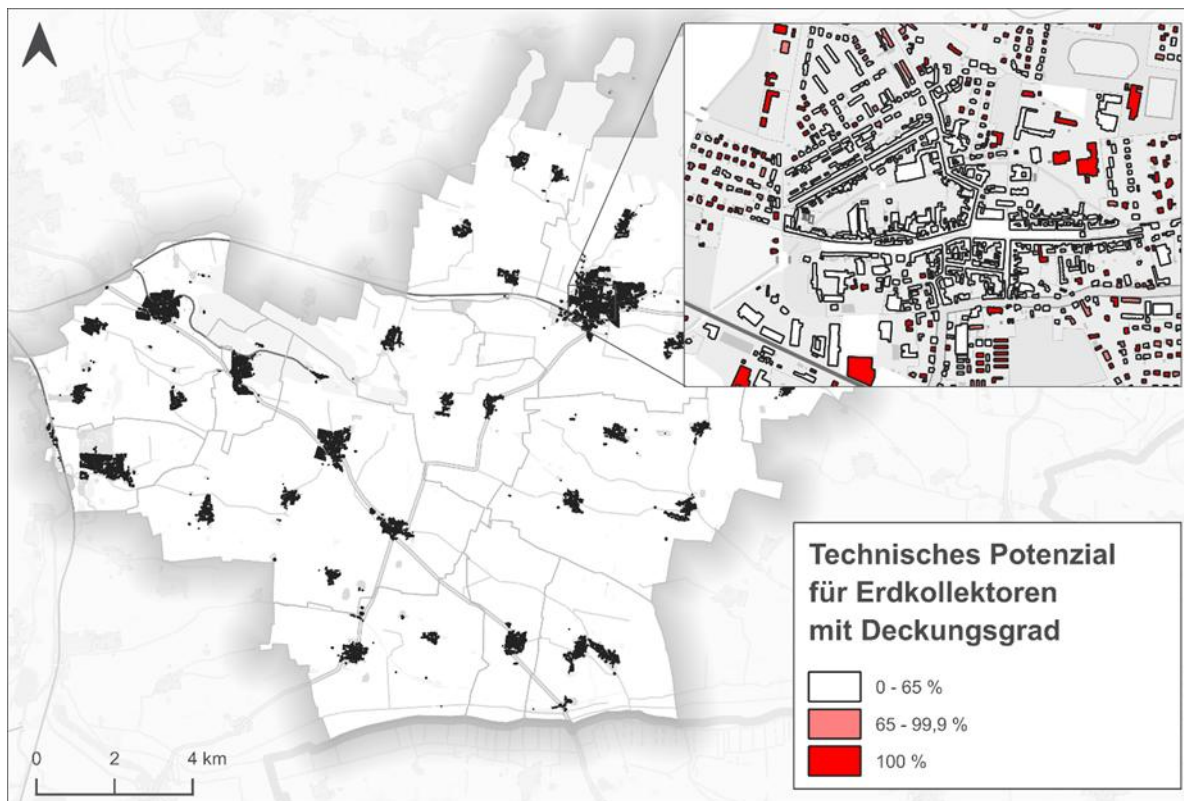 Technisches Potenzial
für Erdkollektoren
mit Deckungsgrad
0 - 65 %
65 - 99,9 %
100 %
0 2 4 km